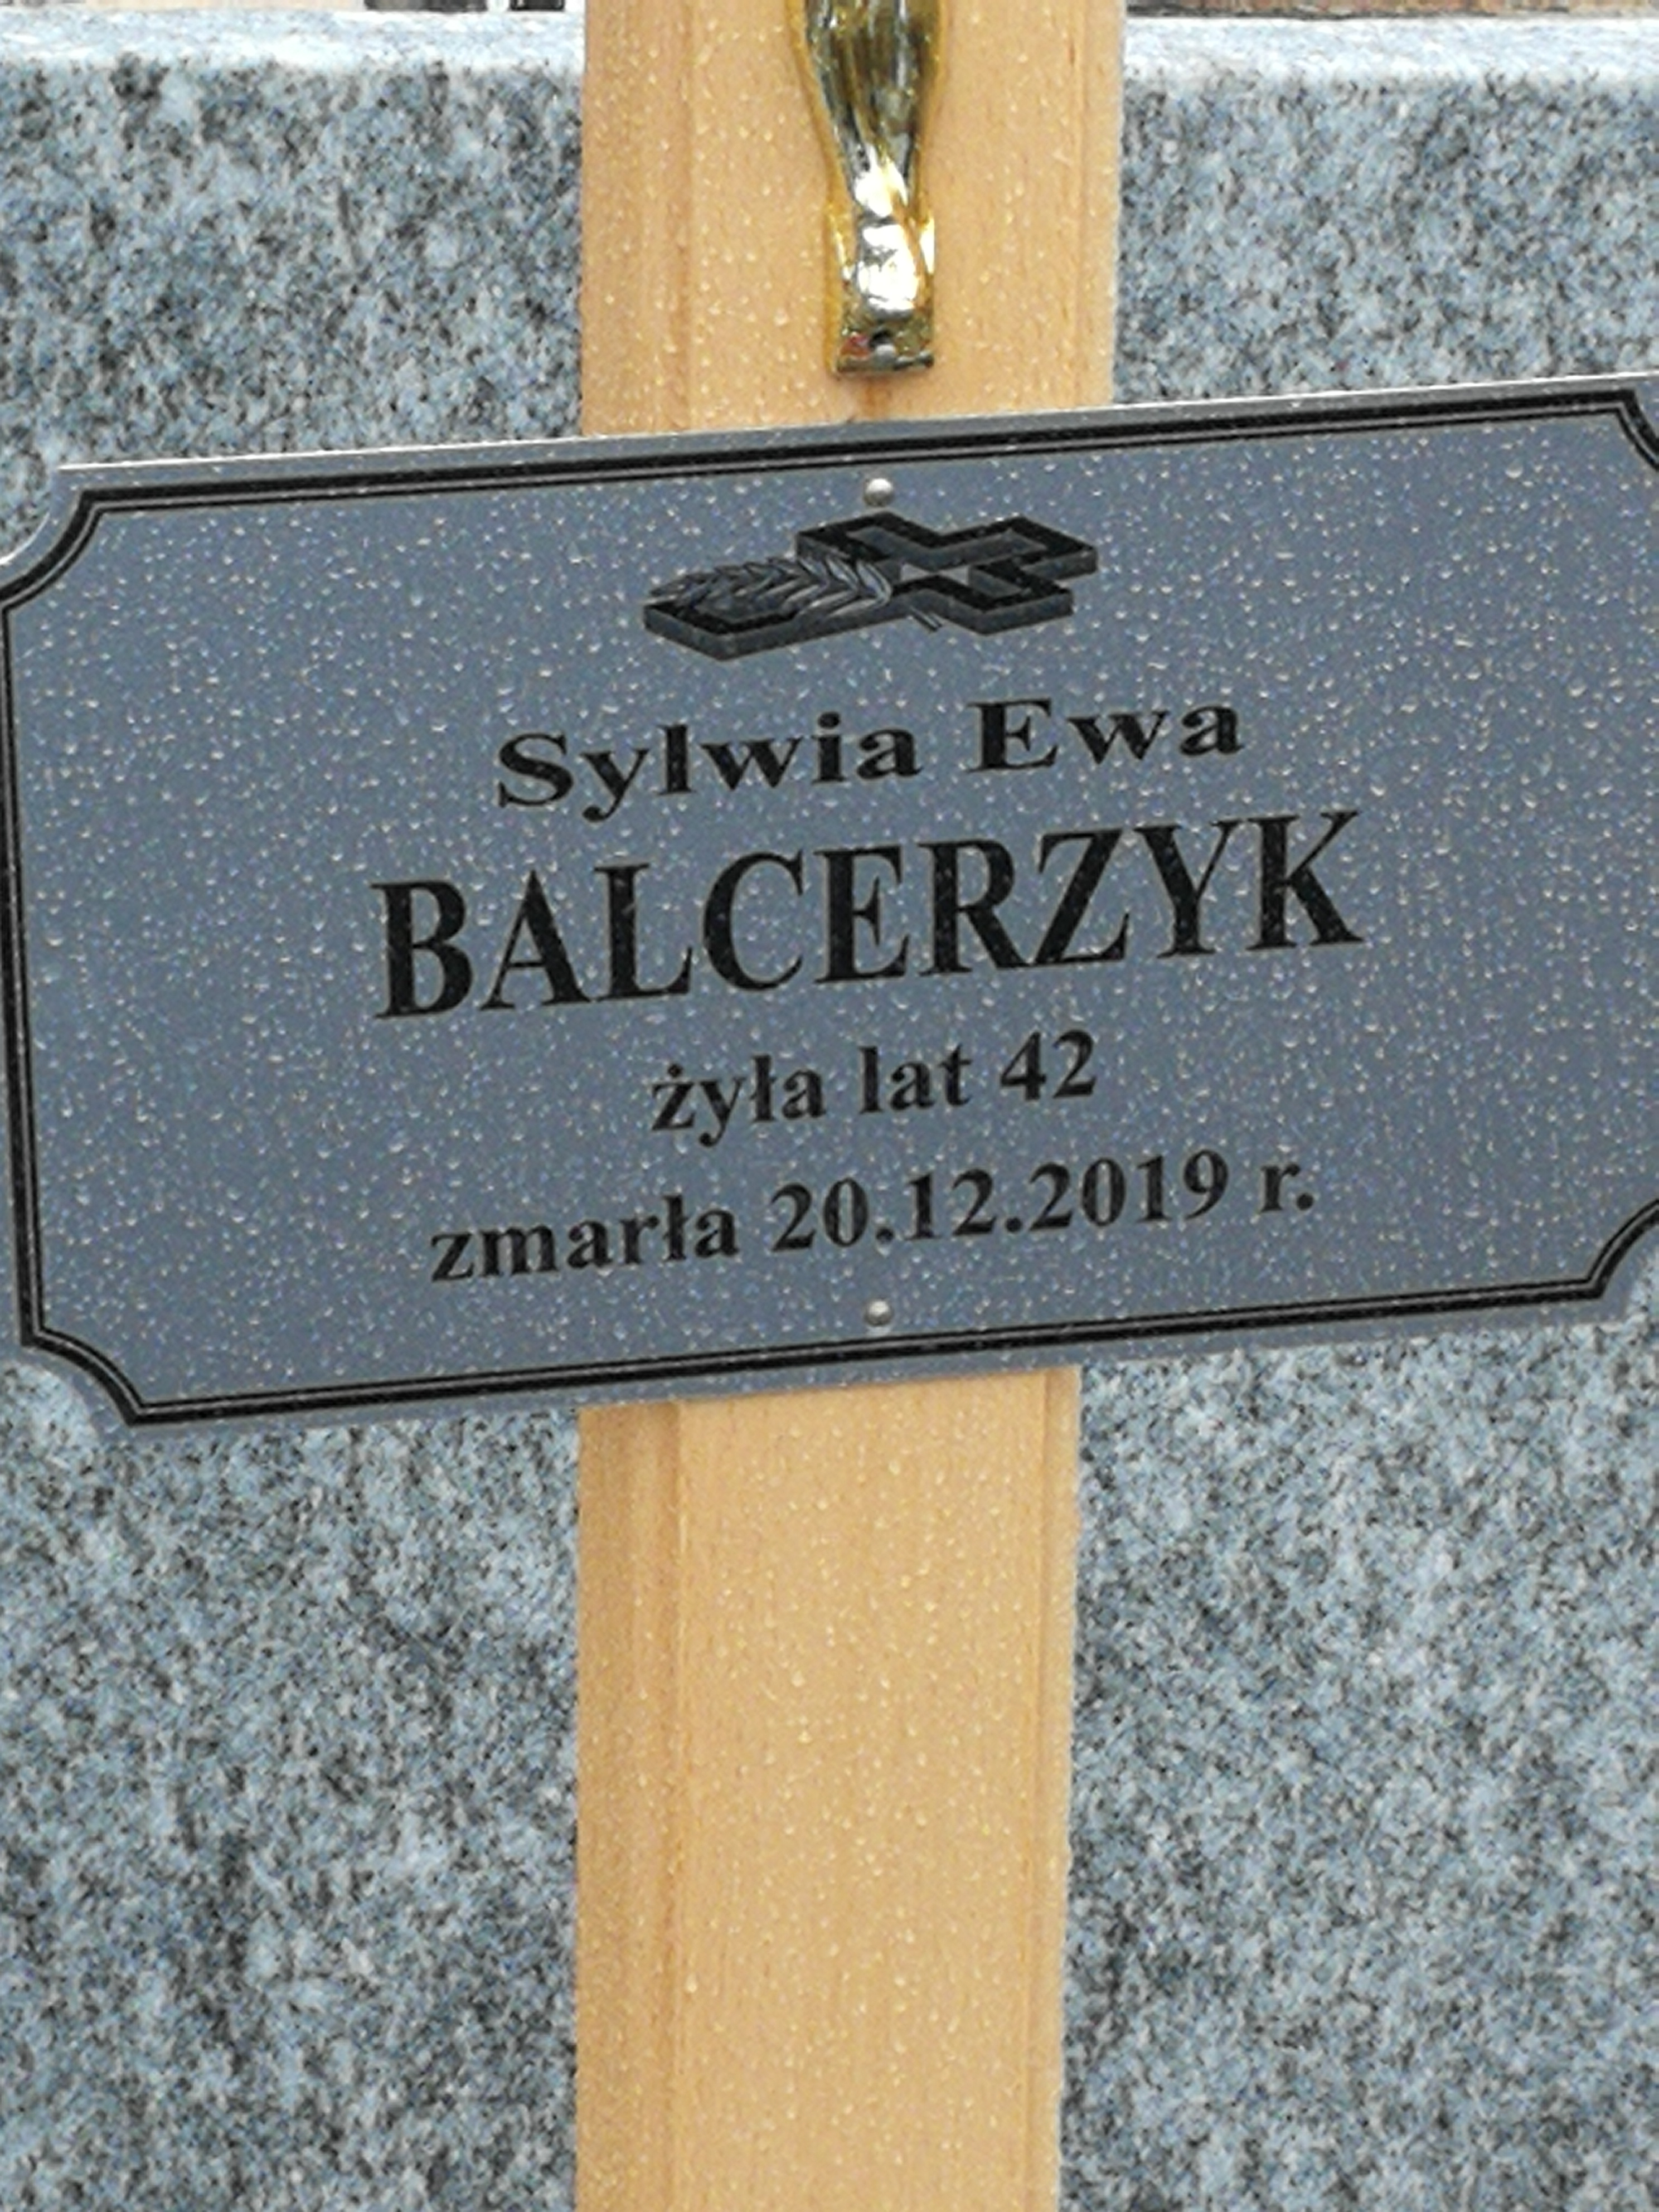 Sylwia Ewa
BALCERZYK
żyła lat 42
zmarła 20.12.2019 r.